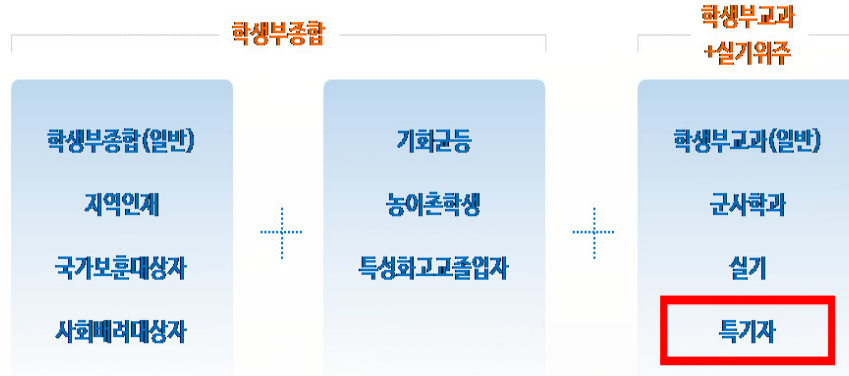 학생부종합
학생부교과
+실기위주
학생부종합(일반)
지역인재
국가보훈대상자
사회배려대상자
기회균등
농어촌학생
특성화고교졸업자
학생부교과(일반)
군사학과
실기
특기자